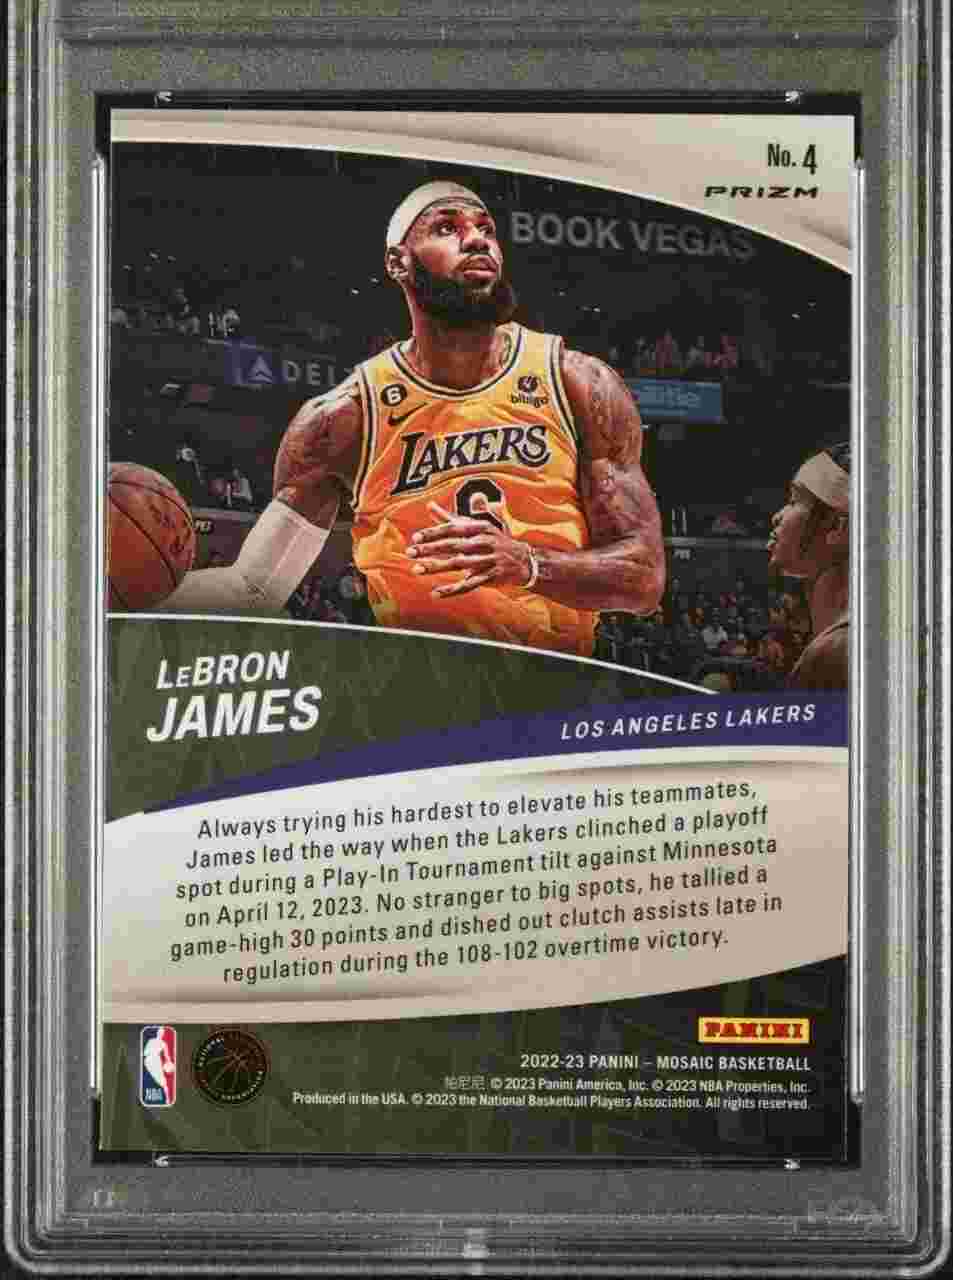 No. 4
PRIZM
BOOK VEGAS
DEL
6
bibigo
LAKERS
6
LeBRON
JAMES
LOS ANGELES LAKERS
Always trying his hardest to elevate his teammates,
James led the way when the Lakers clinched a playoff
spot during a Play-In Tournament tilt against Minnesota
on April 12, 2023. No stranger to big spots, he tallied a
game-high 30 points and dished out clutch assists late in
regulation during the 108-102 overtime victory.
PANINI
NBA
2022-23 PANINI – MOSAIC BASKETBALL
帕尼尼 © 2023 Panini America, Inc. © 2023 NBA Properties, Inc.
Produced in the USA. © 2023 the National Basketball Players Association. All rights reserved.
PSA